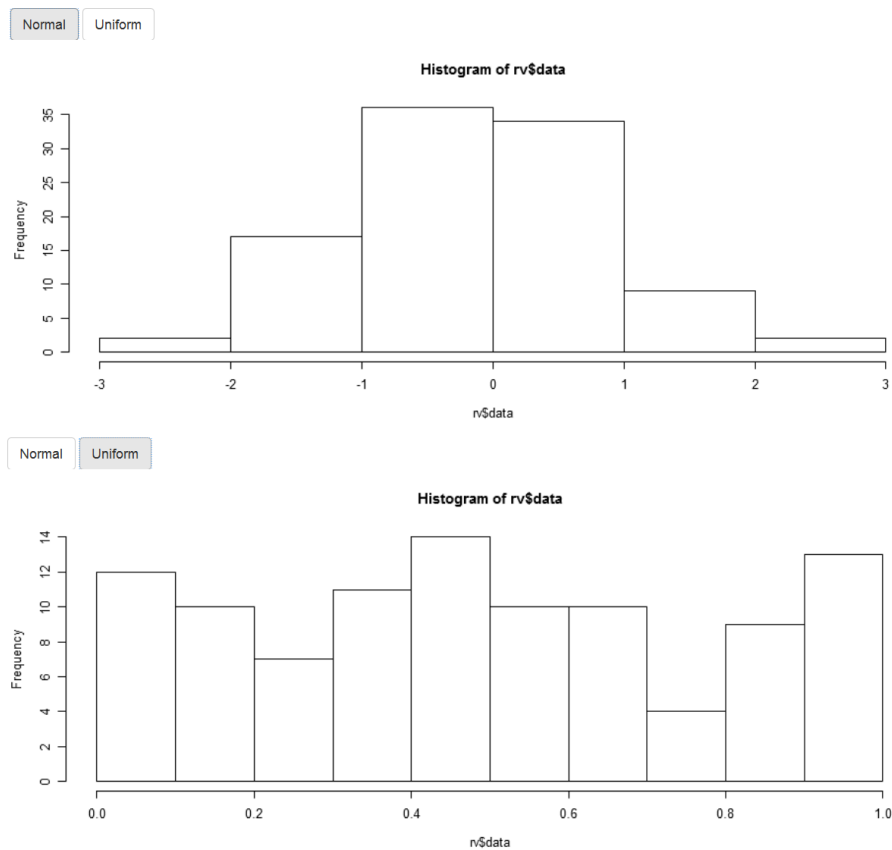 Normal Uniform
Histogram of rv$data
35
30
25
20
15
10
5
0
Frequency
-3 -2 -1 0 1 2 3
rv$data
Normal Uniform
Histogram of rv$data
14
12
10
8
6
4
2
0
Frequency
0.0 0.2 0.4 0.6 0.8 1.0
rv$data